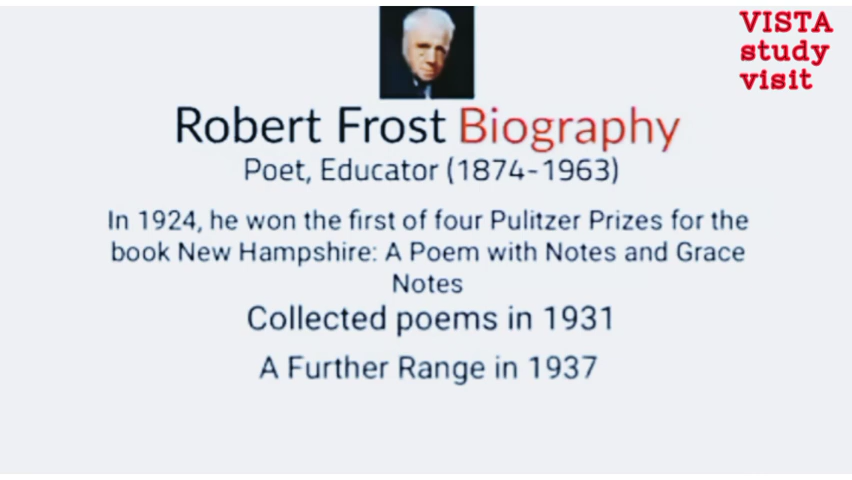 VISTA
study
visit
Robert Frost Biography
Poet, Educator (1874-1963)
In 1924, he won the first of four Pulitzer Prizes for the
book New Hampshire: A Poem with Notes and Grace
Notes
Collected poems in 1931
A Further Range in 1937